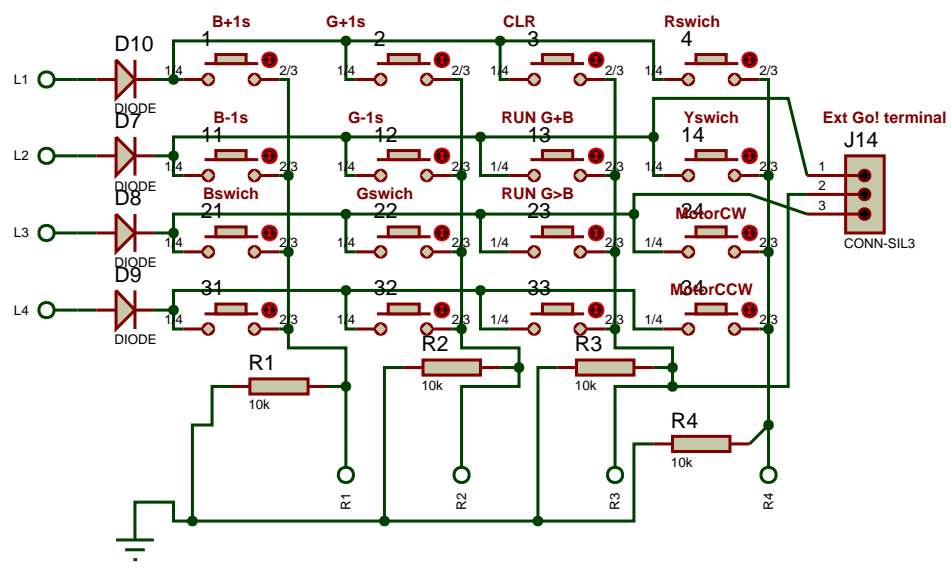 B+1s G+1s CLR Rswich
D10 1 2 3 4
L1 1/4 2/3 1/4 2/3 1/4 2/3 1/4 2/3
DIODE
D7 B-1s G-1s RUN G+B Yswich Ext Go! terminal
11 12 13 14 J14
L2 1/4 2/3 1/4 2/3 1/4 2/3 1/4 2/3 1
DIODE 2
D8 Bswich Gswich RUN G>B MotorCW 3
21 22 23 24
L3 1/4 2/3 1/4 2/3 1/4 2/3 1/4 2/3 CONN-SIL3
DIODE
D9 31 32 33 34 MotorCCW
L4 1/4 2/3 1/4 2/3 1/4 2/3 1/4 2/3
DIODE
R1 R2 R3
10k 10k 10k
R4
10k
R1 R2 R3 R4